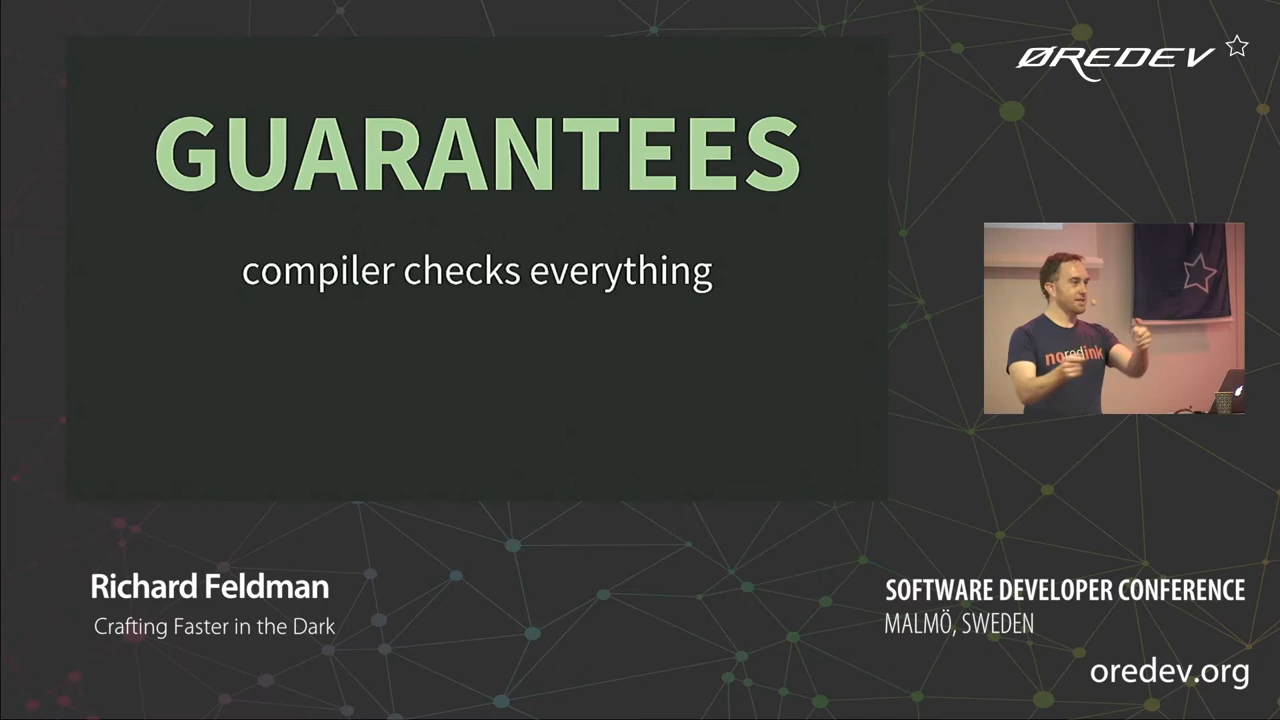 GUARANTEES
compiler checks everything
ØREDEV
noredink
Richard Feldman
Crafting Faster in the Dark
SOFTWARE DEVELOPER CONFERENCE
MALMÖ, SWEDEN
oredev.org